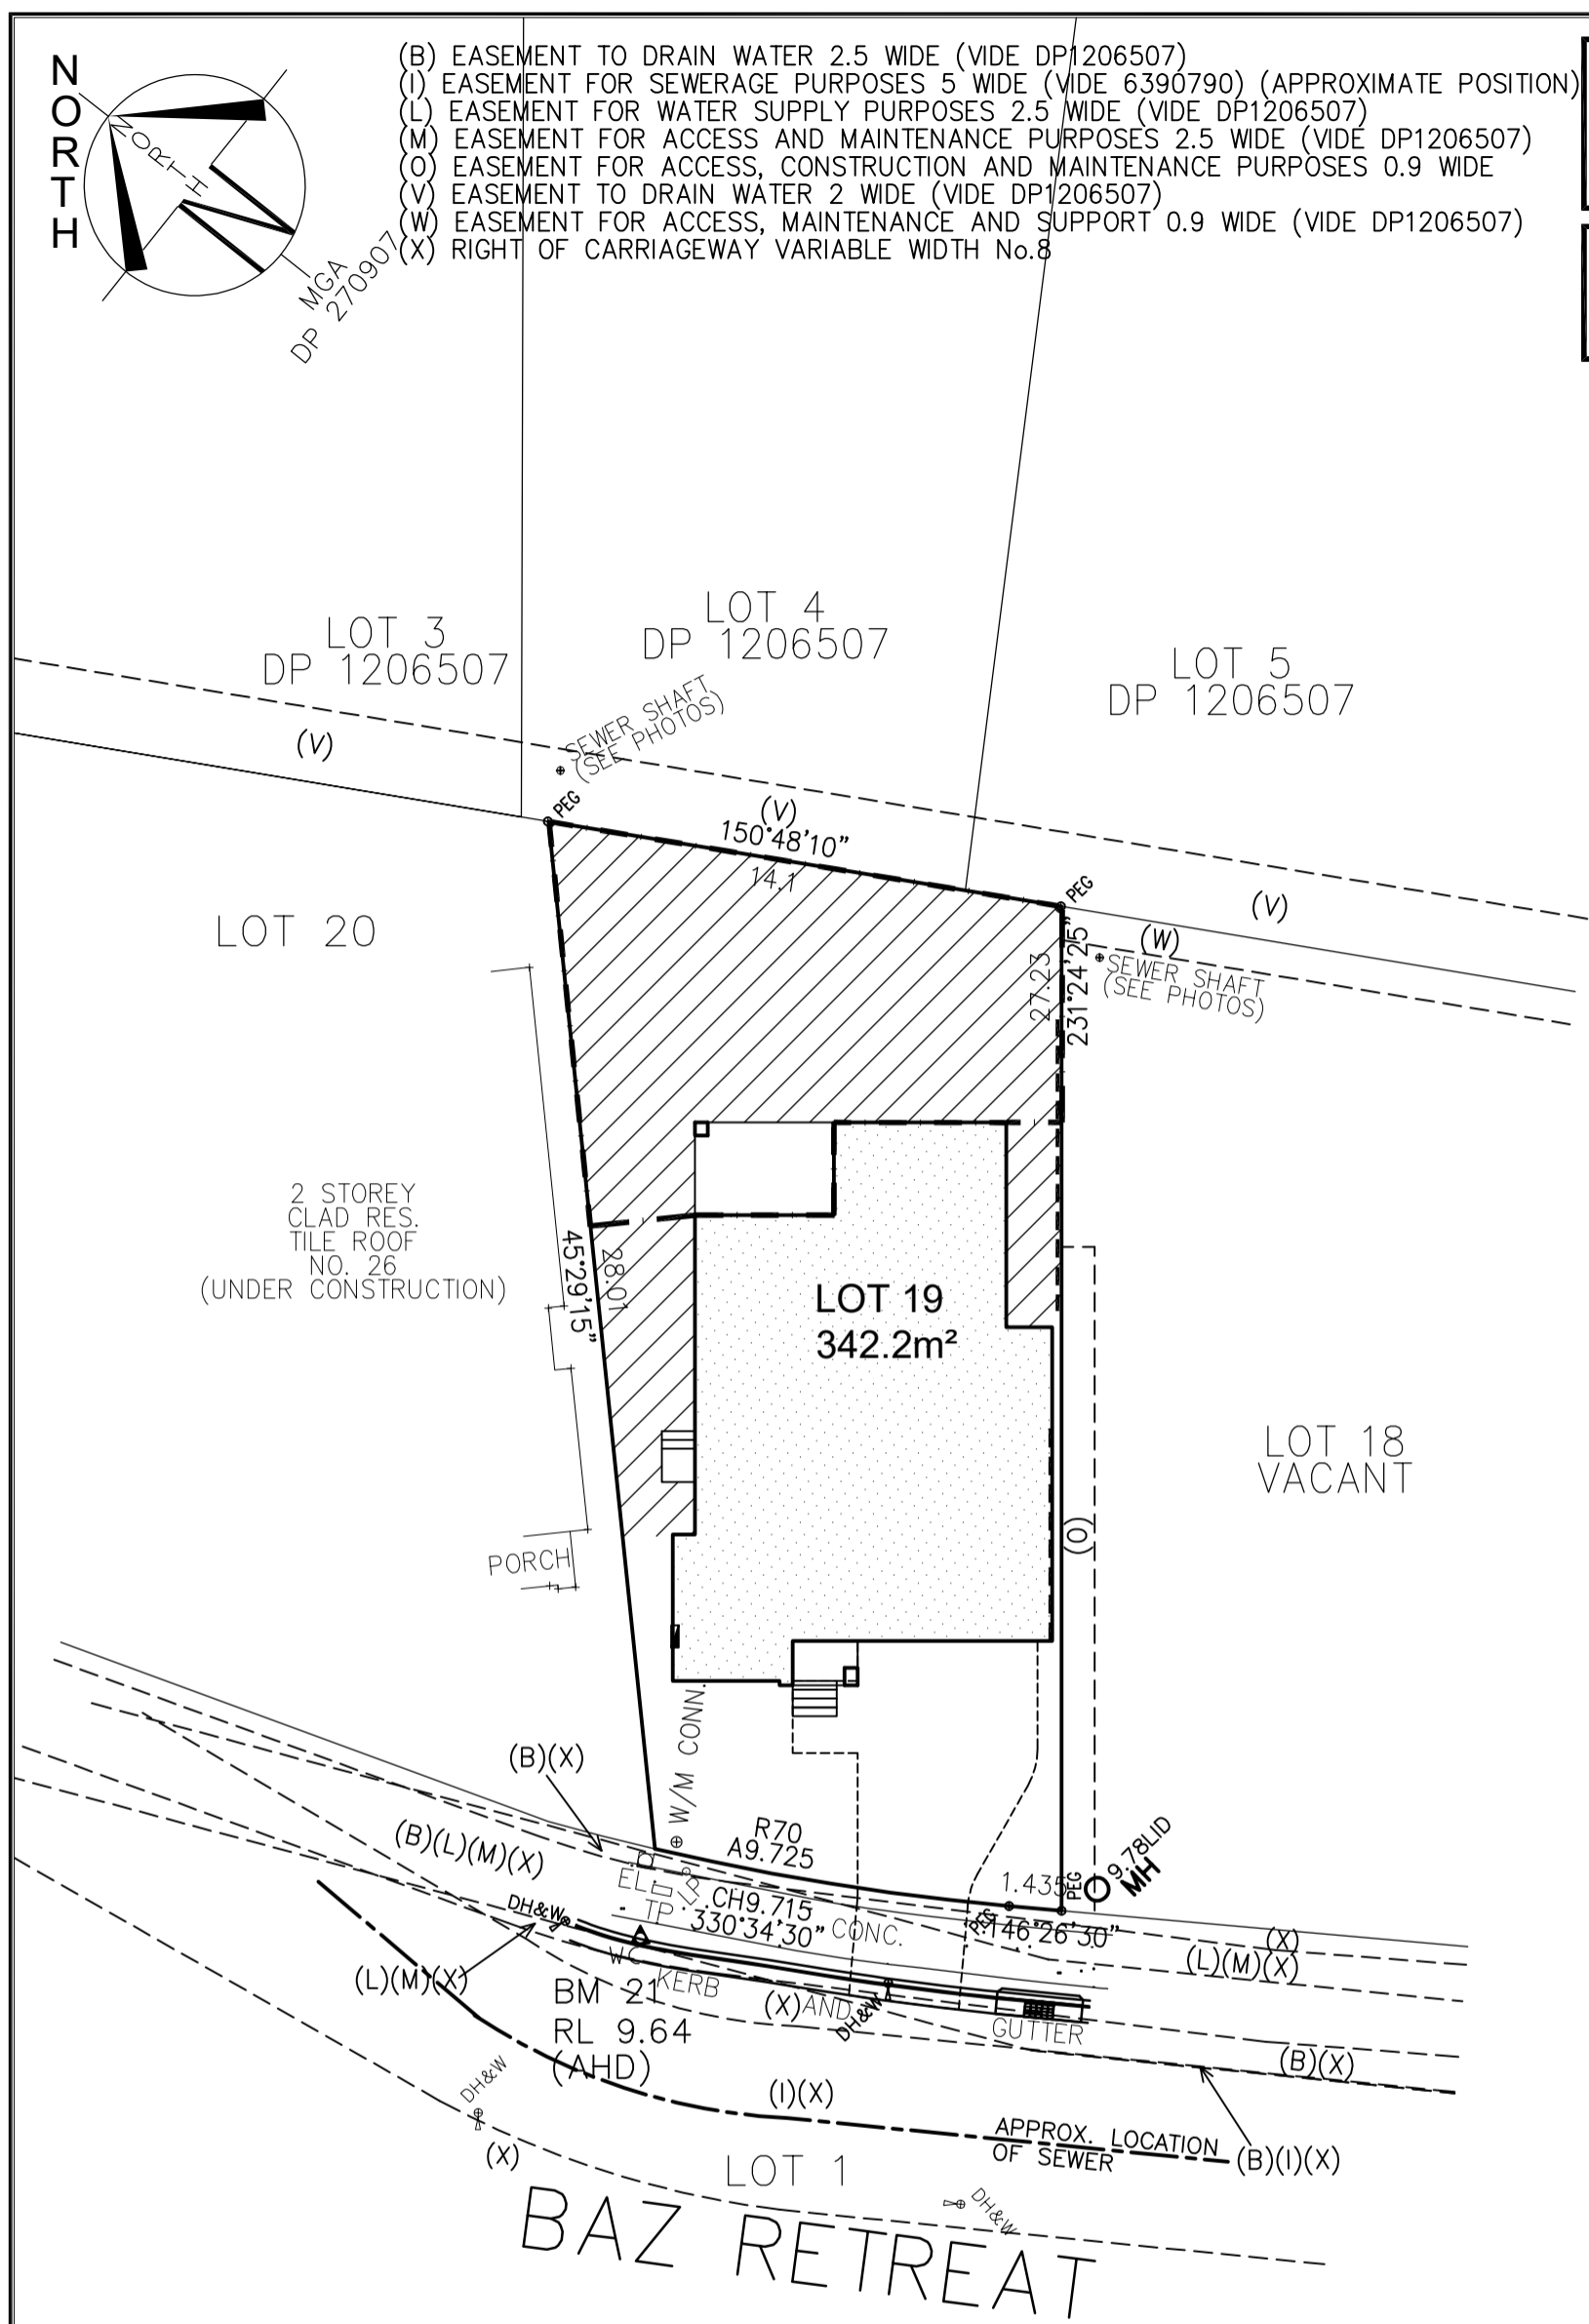 NORTH
NORTH
MGA
DP 270907
(B) EASEMENT TO DRAIN WATER 2.5 WIDE (VIDE DP1206507)
(I) EASEMENT FOR SEWERAGE PURPOSES 5 WIDE (VIDE 6390790) (APPROXIMATE POSITION)
(L) EASEMENT FOR WATER SUPPLY PURPOSES 2.5 WIDE (VIDE DP1206507)
(M) EASEMENT FOR ACCESS AND MAINTENANCE PURPOSES 2.5 WIDE (VIDE DP1206507)
(O) EASEMENT FOR ACCESS, CONSTRUCTION AND MAINTENANCE PURPOSES 0.9 WIDE
(V) EASEMENT TO DRAIN WATER 2 WIDE (VIDE DP1206507)
(W) EASEMENT FOR ACCESS, MAINTENANCE AND SUPPORT 0.9 WIDE (VIDE DP1206507)
(X) RIGHT OF CARRIAGEWAY VARIABLE WIDTH No.8
LOT 3
DP 1206507
LOT 4
DP 1206507
LOT 5
DP 1206507
SEWER SHAFT
(SEE PHOTOS)
(V)
PEG
(V)
150°48'10"
14.1
PEG
(V)
(W)
SEWER SHAFT
(SEE PHOTOS)
27.23
231°24'25"
LOT 20
2 STOREY
CLAD RES.
TILE ROOF
NO. 26
(UNDER CONSTRUCTION)
45°29'15"
28.01
LOT 19
342.2m²
LOT 18
VACANT
(O)
PORCH
W/M CONN.
(B)(X)
(B)(L)(M)(X)
R70
A9.725
1.435
PEG
9.78LID
MH
EL
TP
LP
CH9.715
330°34'30"
CONC.
PEG
146°26'30"
(X)
(L)(M)(X)
DH&W
(L)(M)(X)
KERB
(X)
AND
DH&W
GUTTER
BM 21
RL 9.64
(AHD)
(B)(X)
DH&W
(I)(X)
APPROX. LOCATION
OF SEWER
(B)(I)(X)
(X)
LOT 1
DH&W
BAZ RETREAT